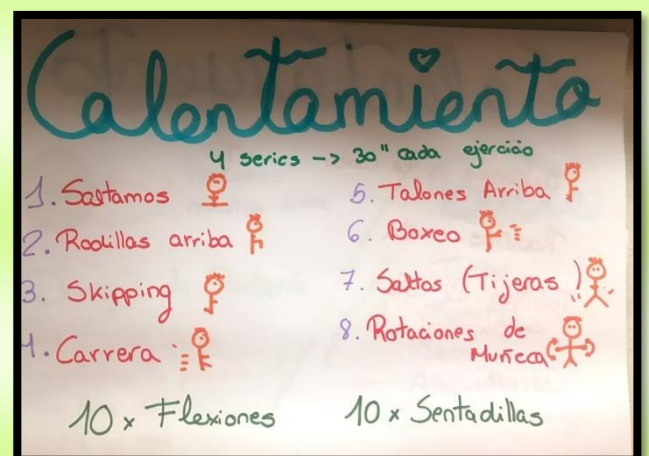 Calentamiento
4 series -> 30" cada ejercicio
1. Saltamos
2. Rodillas arriba
3. Skipping
4. Carrera
5. Talones Arriba
6. Boxeo
7. Saltos (Tijeras)
8. Rotaciones de
Muñeca
10 x Flexiones
10 x Sentadillas